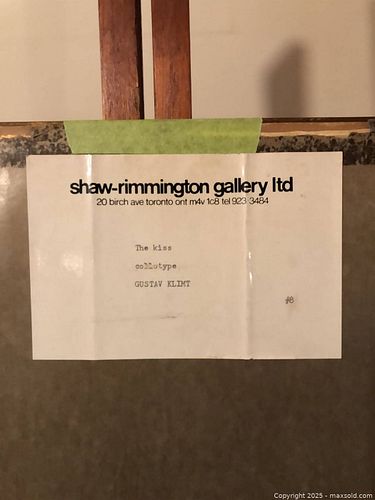 shaw-rimmington gallery ltd
20 birch ave toronto ont m4v 1c8 tel 923 3484
The kiss
collotype
GUSTAV KLIMT
#8
Copyright 2025 - maxsold.com